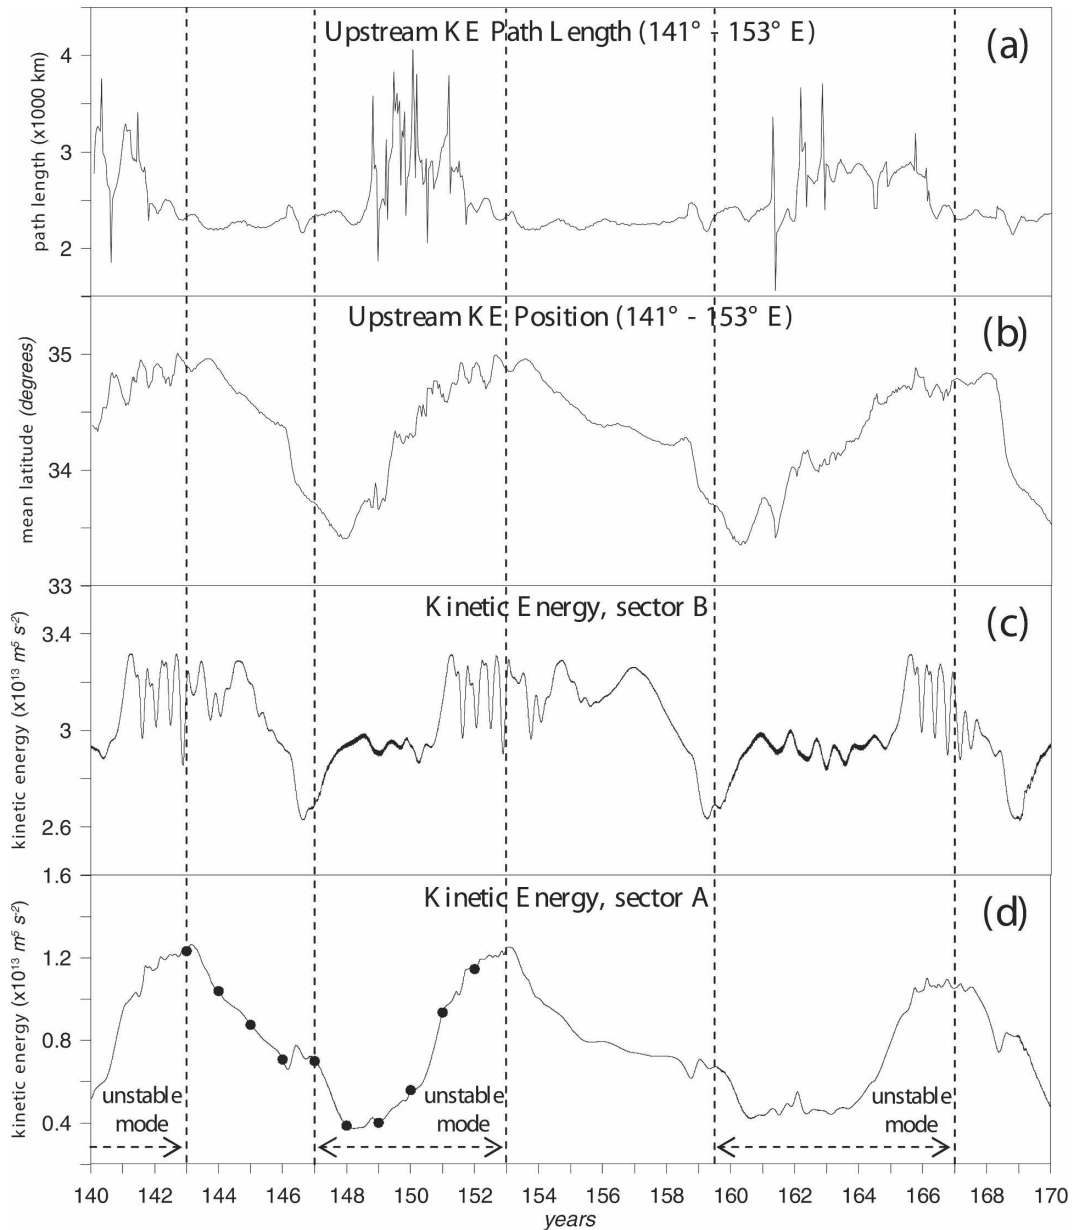 Upstream KE Path Length (141° - 153° E)
(a)
path length (x1000 km)
4
3
2
Upstream KE Position (141° - 153° E)
(b)
mean latitude (degrees)
35
34
33
Kinetic Energy, sector B
(c)
kinetic energy (x10¹³ m⁵ s⁻²)
3.4
3
2.6
Kinetic Energy, sector A
(d)
kinetic energy (x10¹³ m⁵ s⁻²)
1.6
1.2
0.8
0.4
unstable
mode
unstable
mode
unstable
mode
140 142 144 146 148 150 152 154 156 158 160 162 164 166 168 170
years